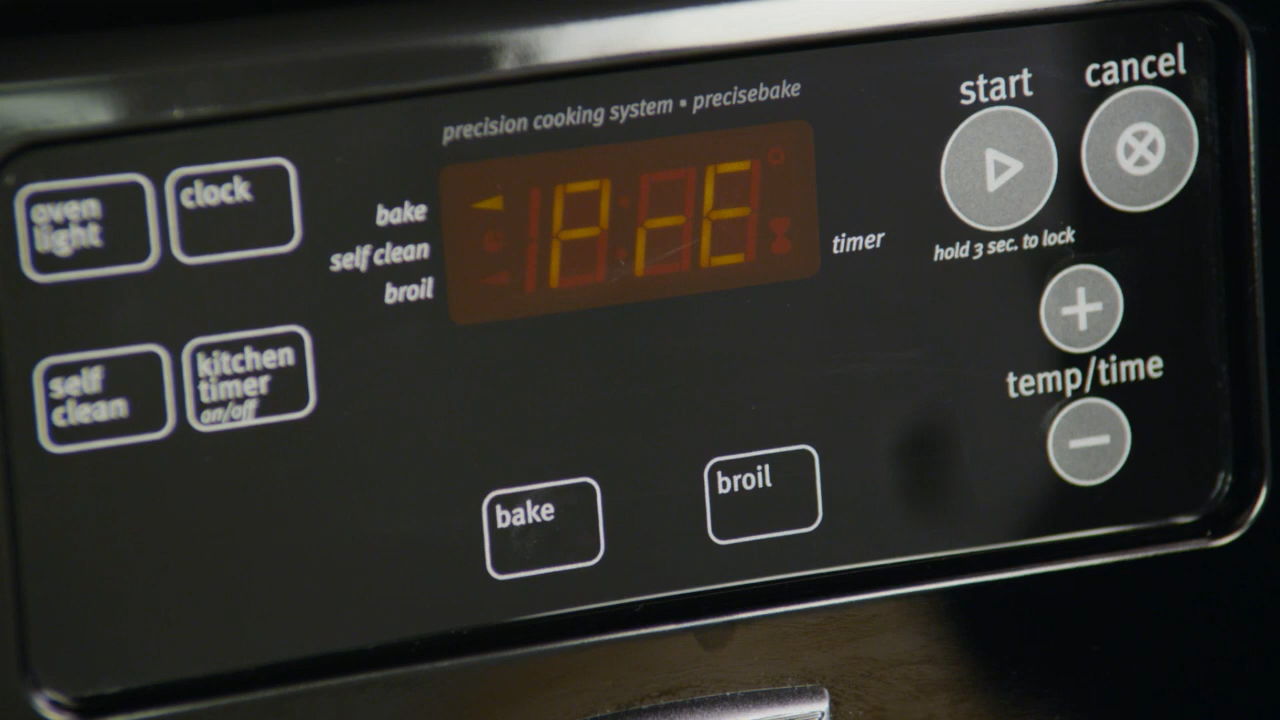 precision cooking system ▪ precisebake
start
cancel
oven
light
clock
bake
self clean
broil
PrE
timer
hold 3 sec. to lock
self
clean
kitchen
timer
on/off
temp/time
bake
broil